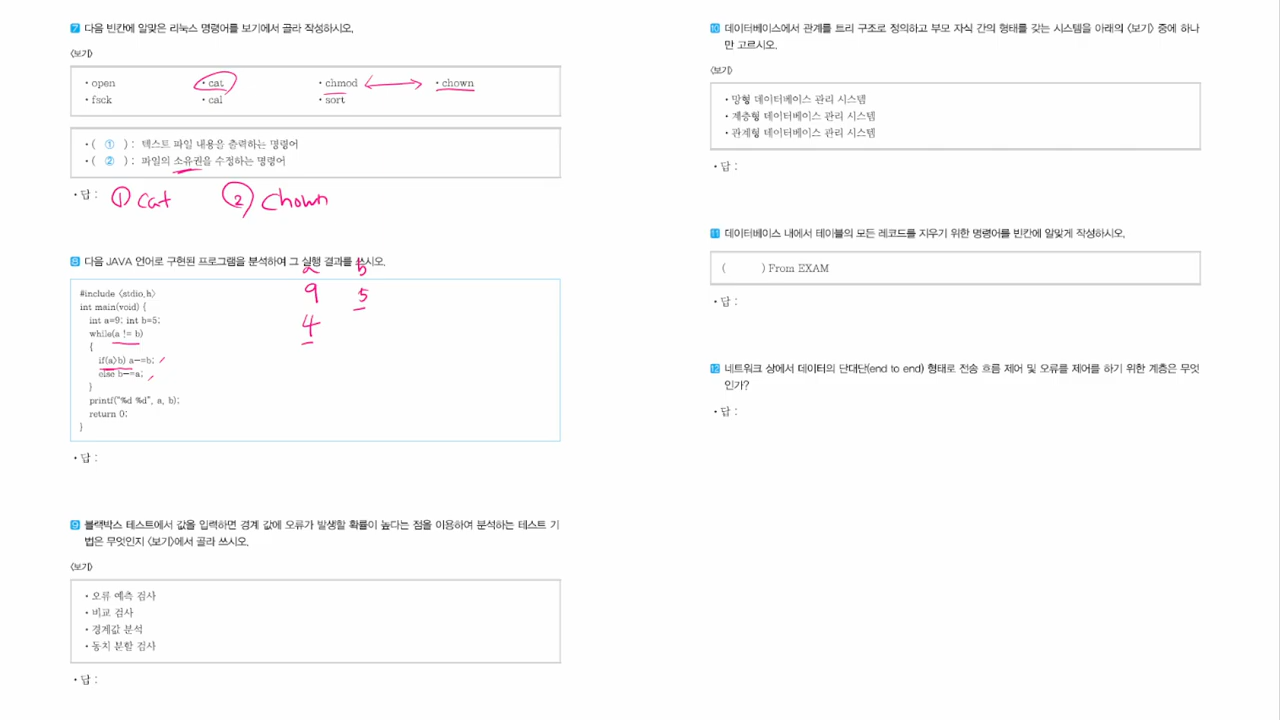 7 다음 빈칸에 알맞은 리눅스 명령어를 보기에서 골라 작성하시오.
〈보기〉
• open • cat • chmod • chown
• fsck • cal • sort
• ( ① ) : 텍스트 파일 내용을 출력하는 명령어
• ( ② ) : 파일의 소유권을 수정하는 명령어
• 답 : ① cat ② chown
8 다음 JAVA 언어로 구현된 프로그램을 분석하여 그 실행 결과를 쓰시오.
a b
9 5
4
#include 〈stdio.h〉
int main(void) {
int a=9; int b=5;
while(a != b)
{
if(a>b) a-=b;
else b-=a;
}
printf("%d %d", a, b);
return 0;
}
• 답 :
9 블랙박스 테스트에서 값을 입력하면 경계 값에 오류가 발생할 확률이 높다는 점을 이용하여 분석하는 테스트 기
법은 무엇인지 〈보기〉에서 골라 쓰시오.
〈보기〉
• 오류 예측 검사
• 비교 검사
• 경계값 분석
• 동치 분할 검사
• 답 :
10 데이터베이스에서 관계를 트리 구조로 정의하고 부모 자식 간의 형태를 갖는 시스템을 아래의 〈보기〉 중에 하나
만 고르시오.
〈보기〉
• 망형 데이터베이스 관리 시스템
• 계층형 데이터베이스 관리 시스템
• 관계형 데이터베이스 관리 시스템
• 답 :
11 데이터베이스 내에서 테이블의 모든 레코드를 지우기 위한 명령어를 빈칸에 알맞게 작성하시오.
( ) From EXAM
• 답 :
12 네트워크 상에서 데이터의 단대단(end to end) 형태로 전송 흐름 제어 및 오류를 제어를 하기 위한 계층은 무엇
인가?
• 답 :